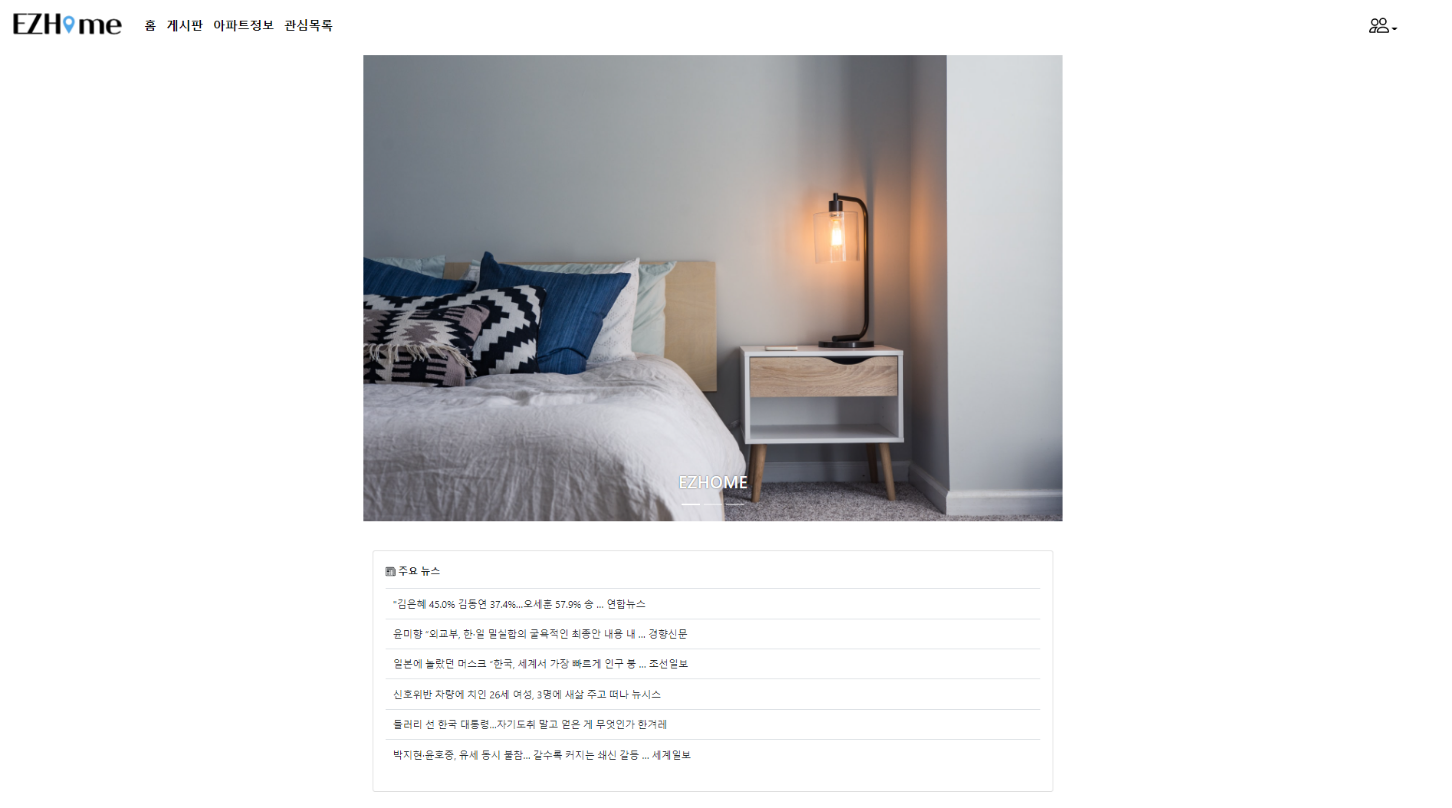 EZHome
홈 게시판 아파트정보 관심목록
EZHOME
주요 뉴스
"김은혜 45.0% 김동연 37.4%...오세훈 57.9% 송 ... 연합뉴스
윤미향 "외교부, 한·일 밀실합의 굴욕적인 최종안 내용 내 ... 경향신문
일본에 놀랐던 머스크 "한국, 세계서 가장 빠르게 인구 붕 ... 조선일보
신호위반 차량에 치인 26세 여성, 3명에 새삶 주고 떠나 뉴시스
들러리 선 한국 대통령...자기도취 말고 얻은 게 무엇인가 한겨레
박지현·윤호중, 유세 동시 불참... 갈수록 커지는 쇄신 갈등 ... 세계일보